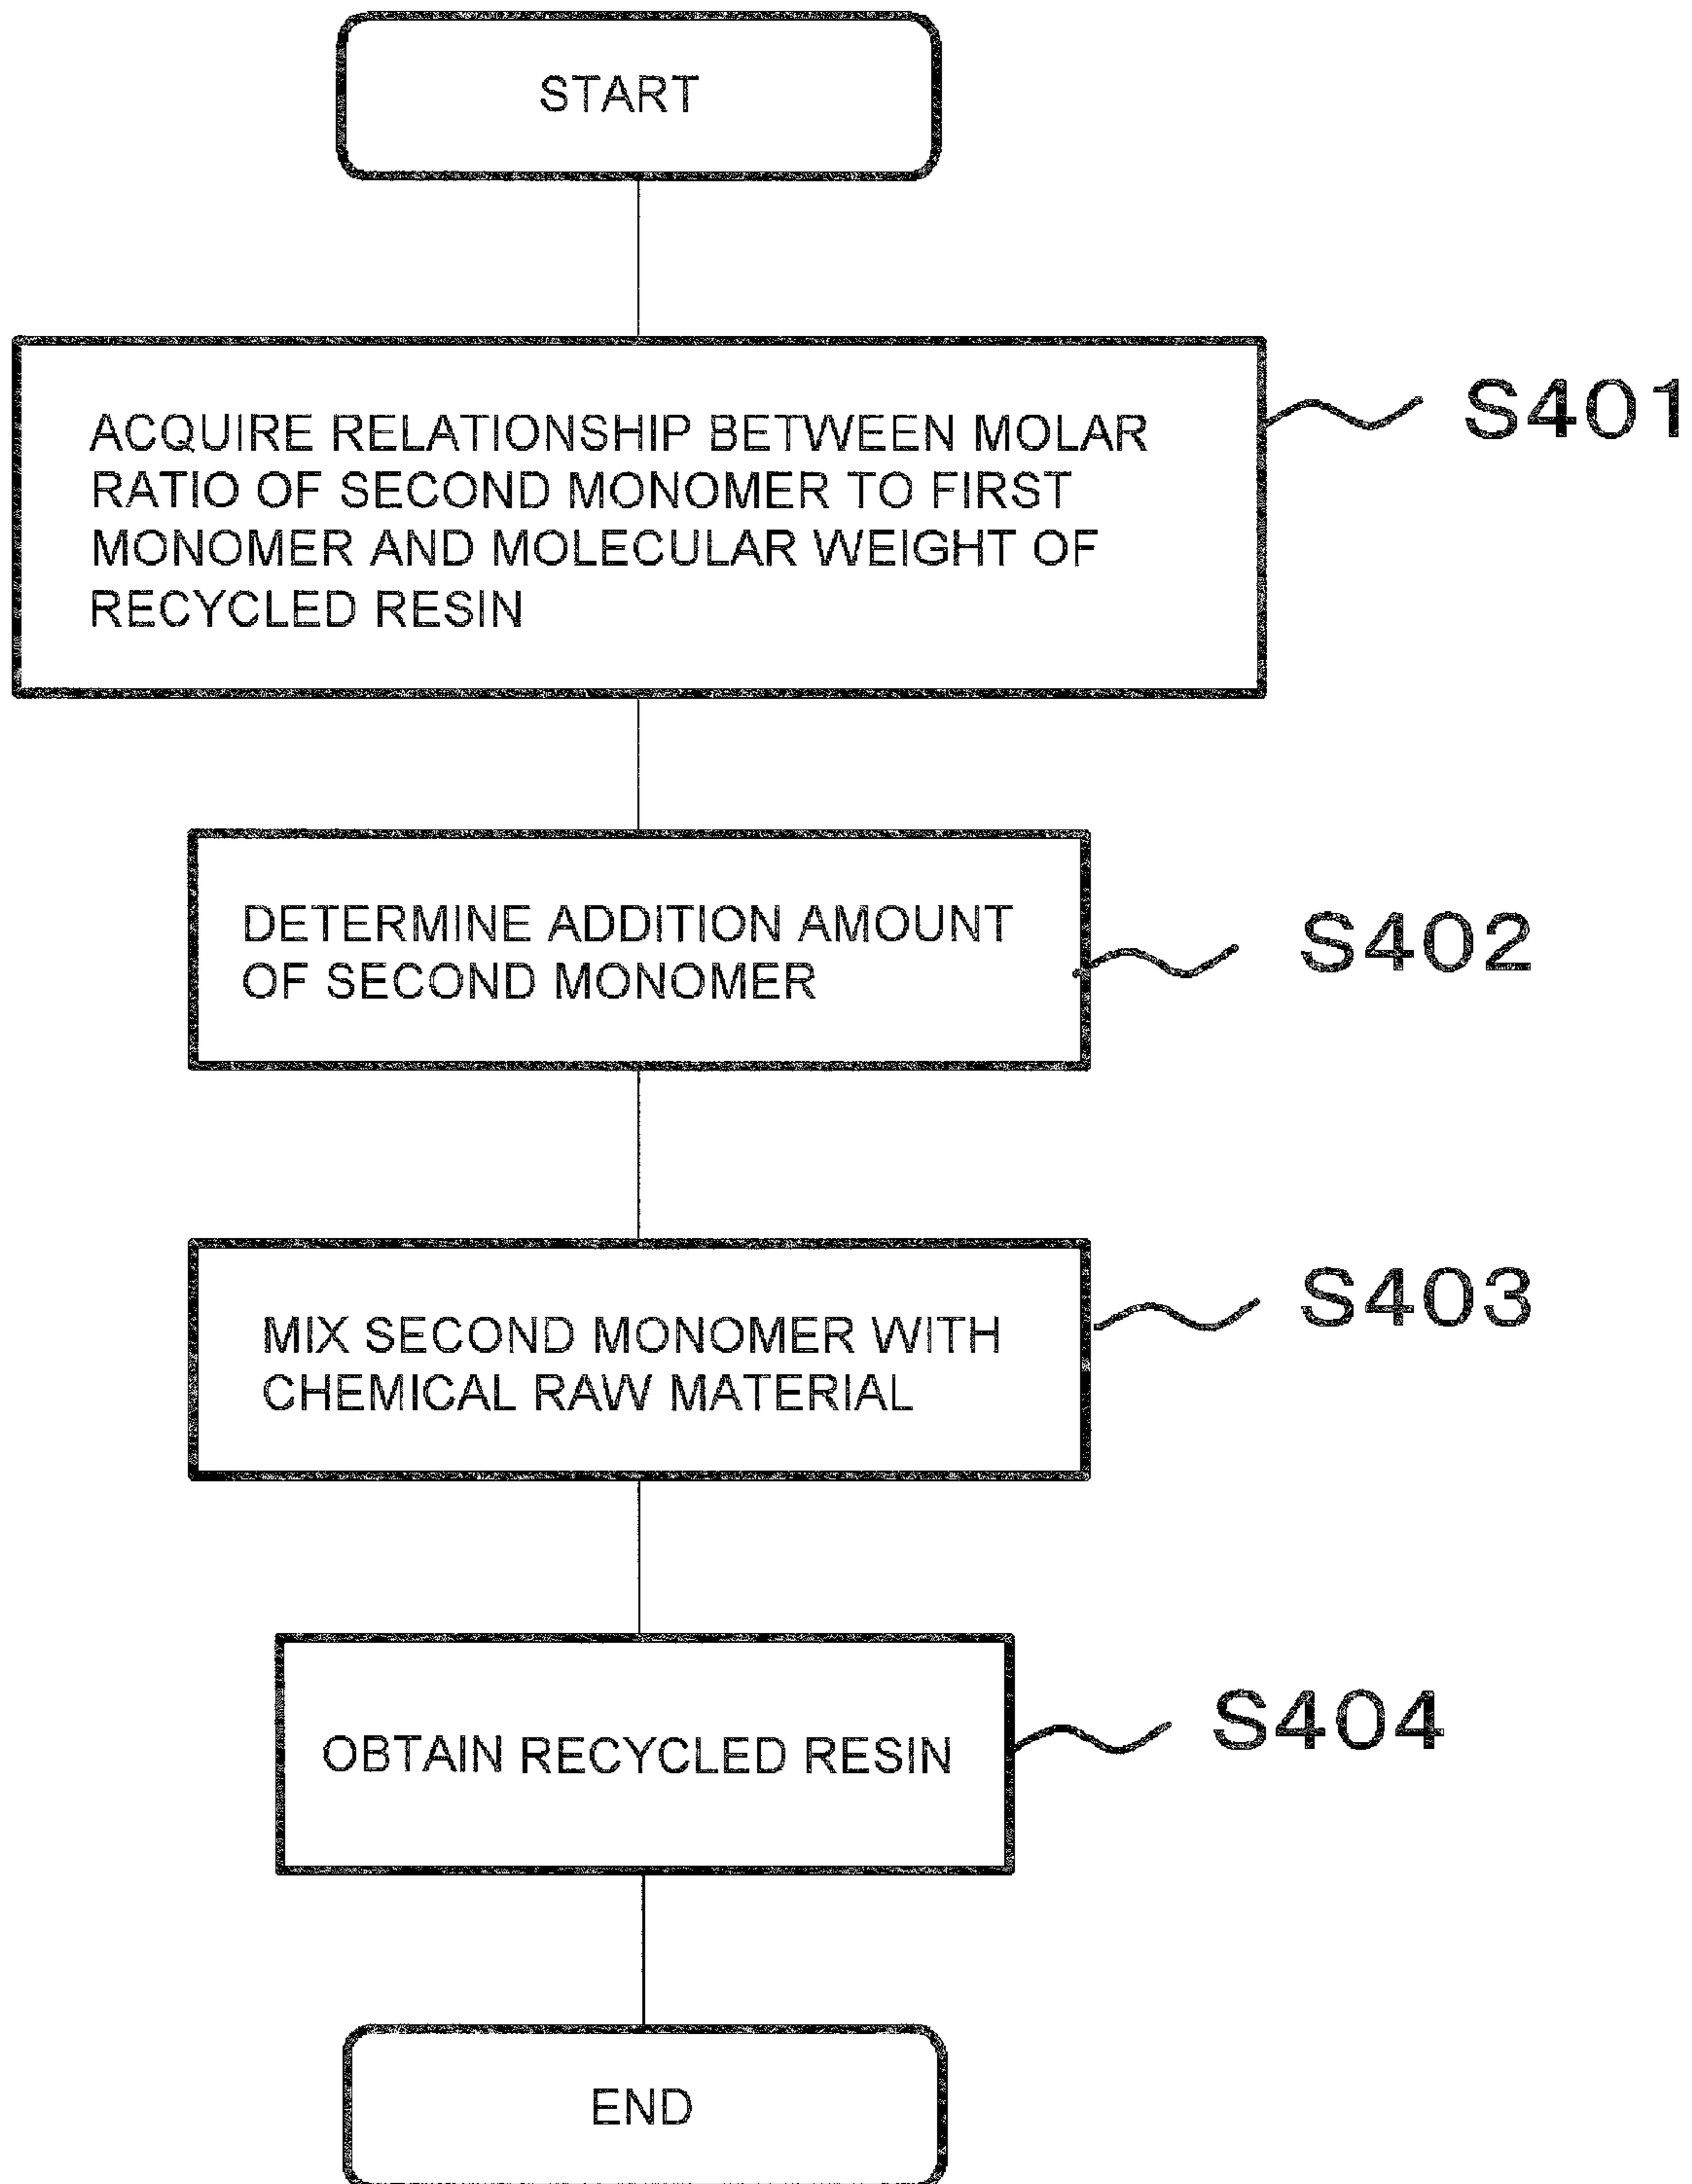 START
ACQUIRE RELATIONSHIP BETWEEN MOLAR
RATIO OF SECOND MONOMER TO FIRST
MONOMER AND MOLECULAR WEIGHT OF
RECYCLED RESIN
S401
DETERMINE ADDITION AMOUNT
OF SECOND MONOMER
S402
MIX SECOND MONOMER WITH
CHEMICAL RAW MATERIAL
S403
OBTAIN RECYCLED RESIN
S404
END